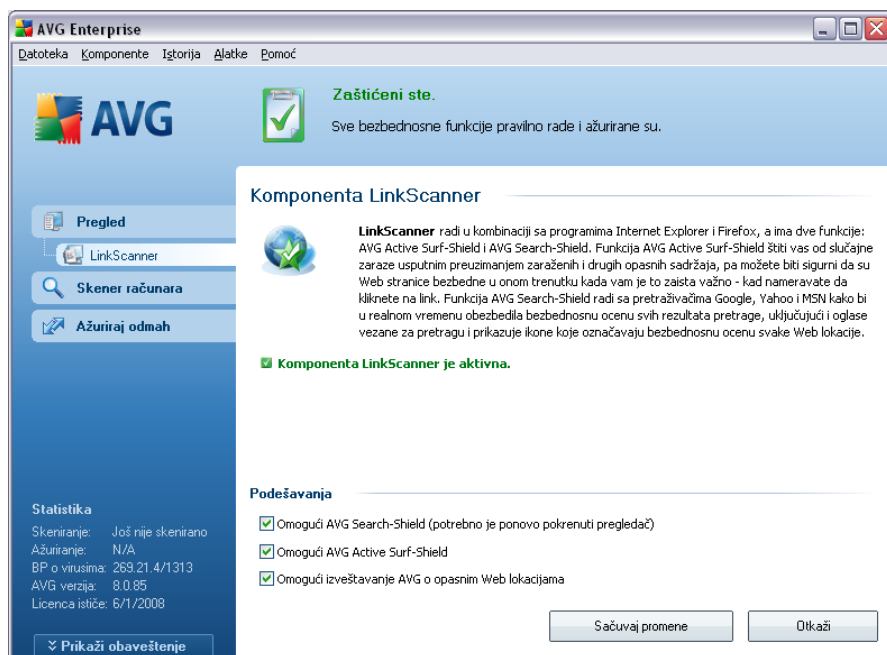 AVG Enterprise
Datoteka Komponente Istorija Alatke Pomoć
AVG
Zaštićeni ste.
Sve bezbednosne funkcije pravilno rade i ažurirane su.
Pregled
LinkScanner
Skener računara
Ažuriraj odmah
Statistika
Skeniranje: Još nije skenirano
Ažuriranje: N/A
BP o virusima: 269.21.4/1313
AVG verzija: 8.0.85
Licenca ističe: 6/1/2008
Prikaži obaveštenje
Komponenta LinkScanner
LinkScanner radi u kombinaciji sa programima Internet Explorer i Firefox, a ima dve funkcije:
AVG Active Surf-Shield i AVG Search-Shield. Funkcija AVG Active Surf-Shield štiti vas od slučajne
zaraze usputnim preuzimanjem zaraženih i drugih opasnih sadržaja, pa možete biti sigurni da su
Web stranice bezbedne u onom trenutku kada vam je to zaista važno - kad nameravate da
kliknete na link. Funkcija AVG Search-Shield radi sa pretraživačima Google, Yahoo i MSN kako bi
u realnom vremenu obezbedila bezbednosnu ocenu svih rezultata pretrage, uključujući i oglase
vezane za pretragu i prikazuje ikone koje označavaju bezbednosnu ocenu svake Web lokacije.
Komponenta LinkScanner je aktivna.
Podešavanja
Omogući AVG Search-Shield (potrebno je ponovo pokrenuti pregledač)
Omogući AVG Active Surf-Shield
Omogući izveštavanje AVG o opasnim Web lokacijama
Sačuvaj promene
Otkaži